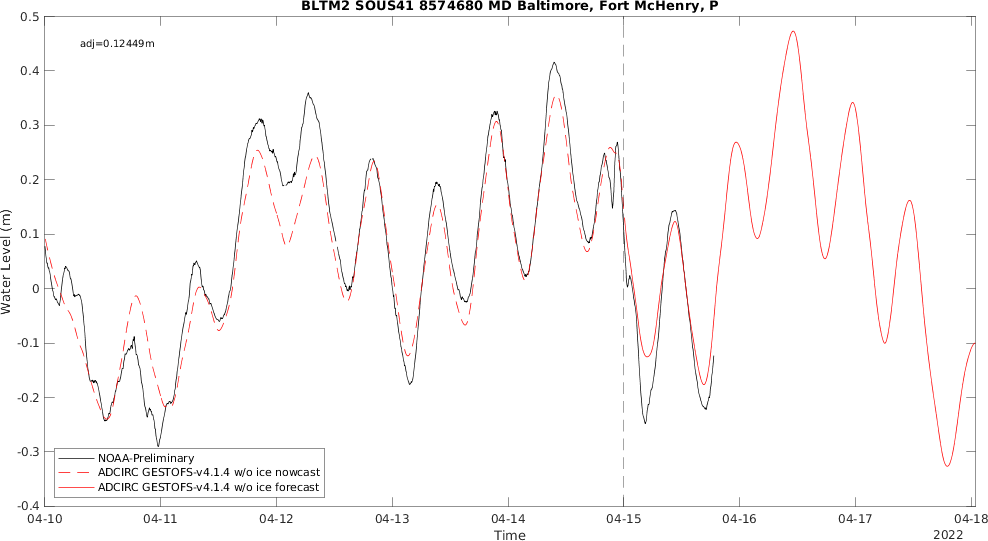 BLTM2 SOUS41 8574680 MD Baltimore, Fort McHenry, P
adj=0.12449m
0.5
0.4
0.3
0.2
0.1
0
-0.1
-0.2
-0.3
-0.4
Water Level (m)
NOAA-Preliminary
ADCIRC GESTOFS-v4.1.4 w/o ice nowcast
ADCIRC GESTOFS-v4.1.4 w/o ice forecast
04-10 04-11 04-12 04-13 04-14 04-15 04-16 04-17 04-18
Time
2022